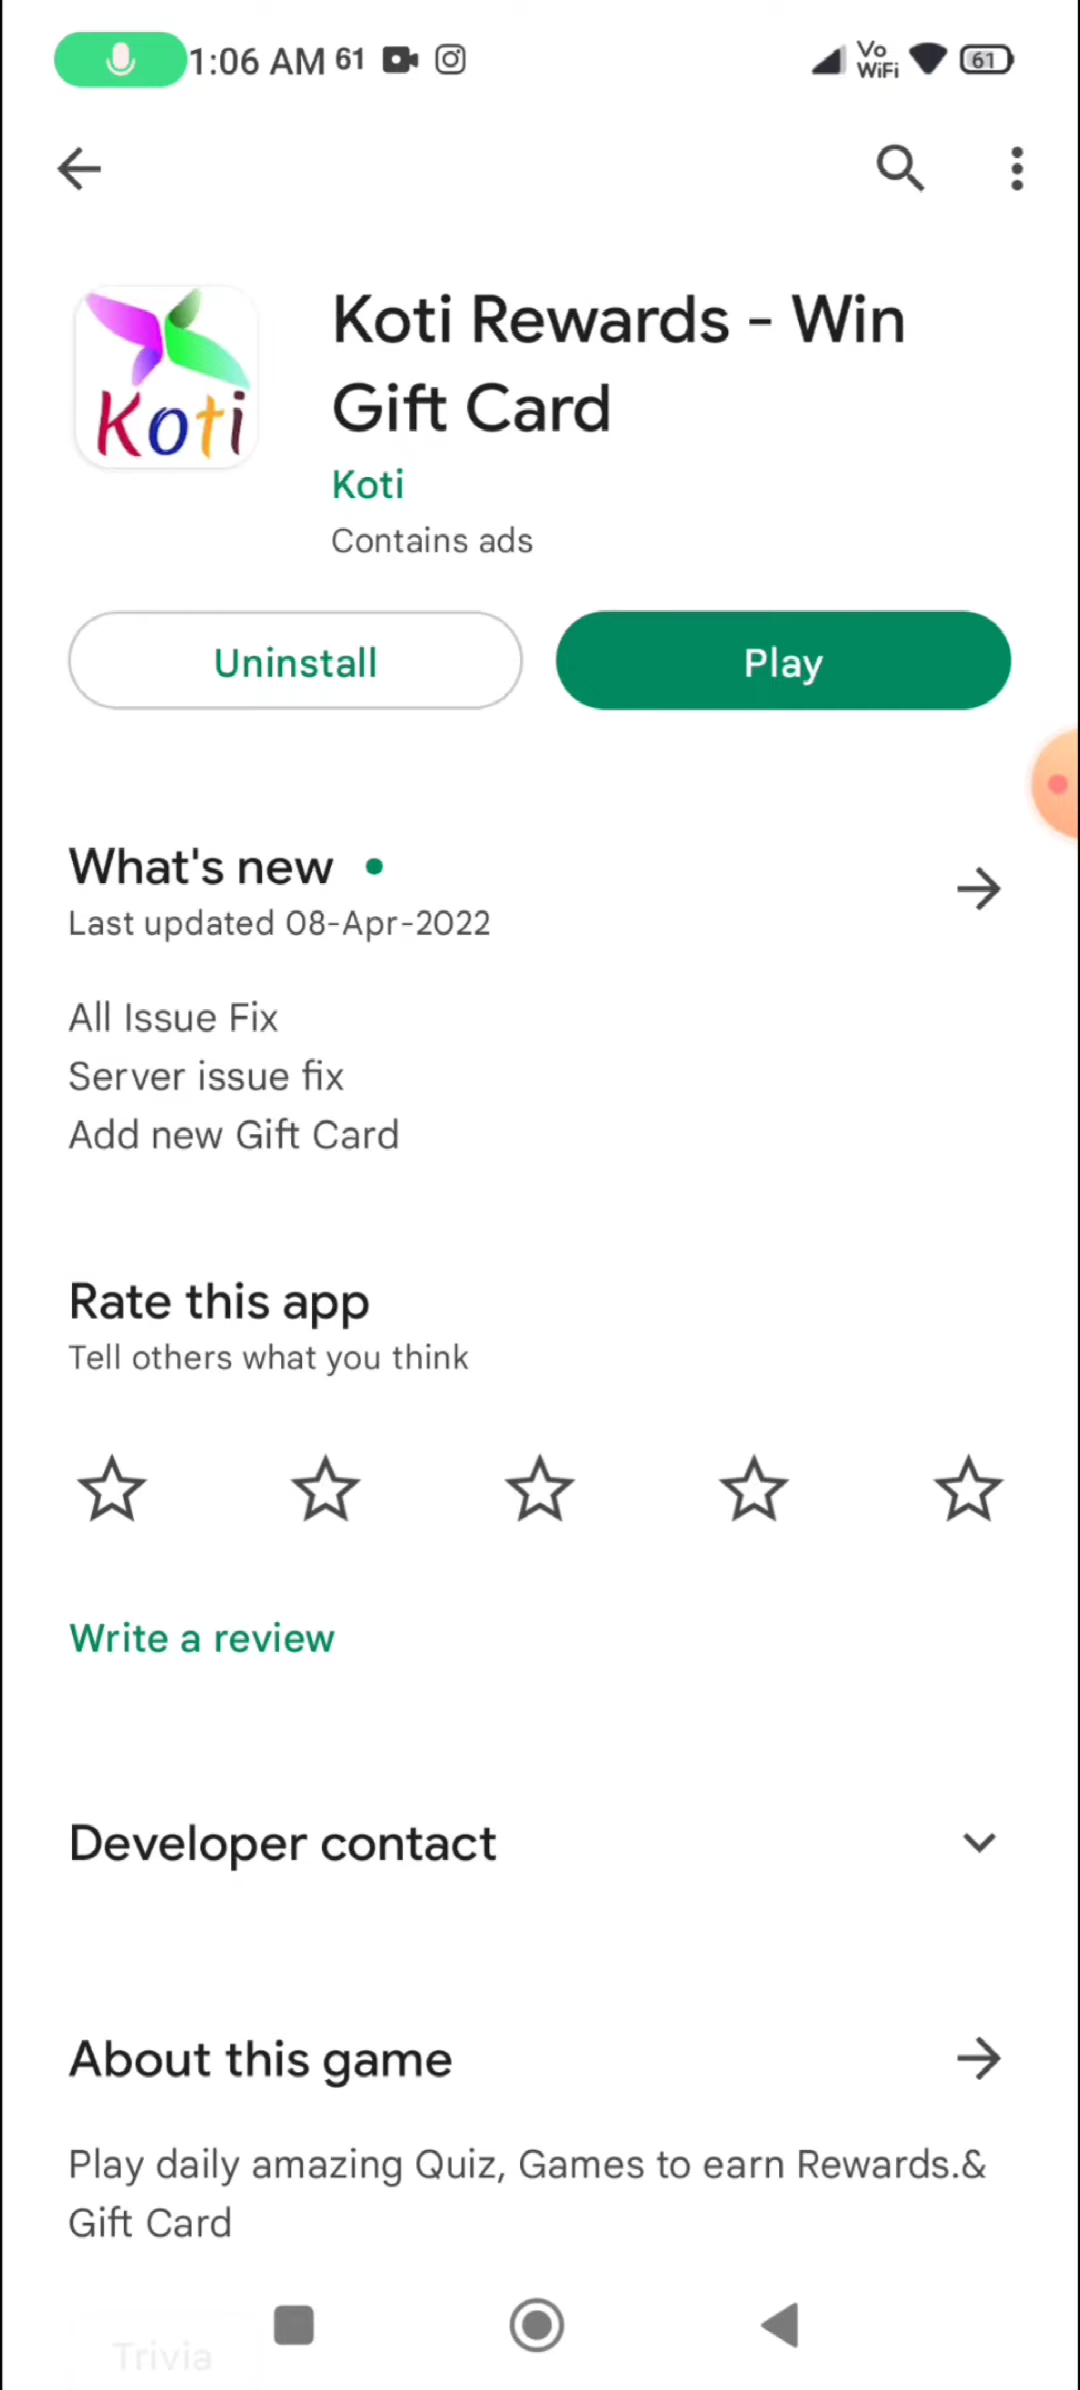 1:06 AM 61
Vo
WiFi
61
Koti
Koti Rewards - Win
Gift Card
Koti
Contains ads
Uninstall
Play
What's new
Last updated 08-Apr-2022
All Issue Fix
Server issue fix
Add new Gift Card
Rate this app
Tell others what you think
Write a review
Developer contact
About this game
Play daily amazing Quiz, Games to earn Rewards.&
Gift Card
Trivia